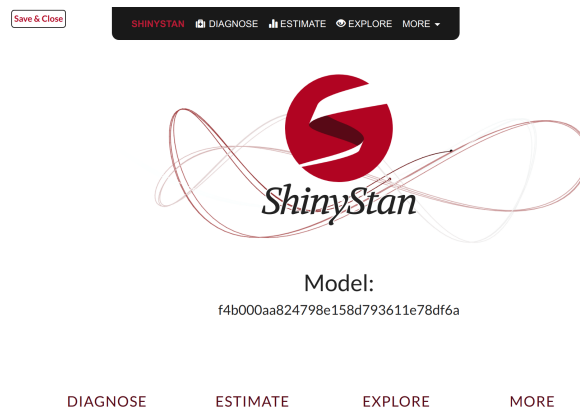 Save & Close
SHINYSTAN DIAGNOSE ESTIMATE EXPLORE MORE
ShinyStan
Model:
f4b000aa824798e158d793611e78df6a
DIAGNOSE ESTIMATE EXPLORE MORE